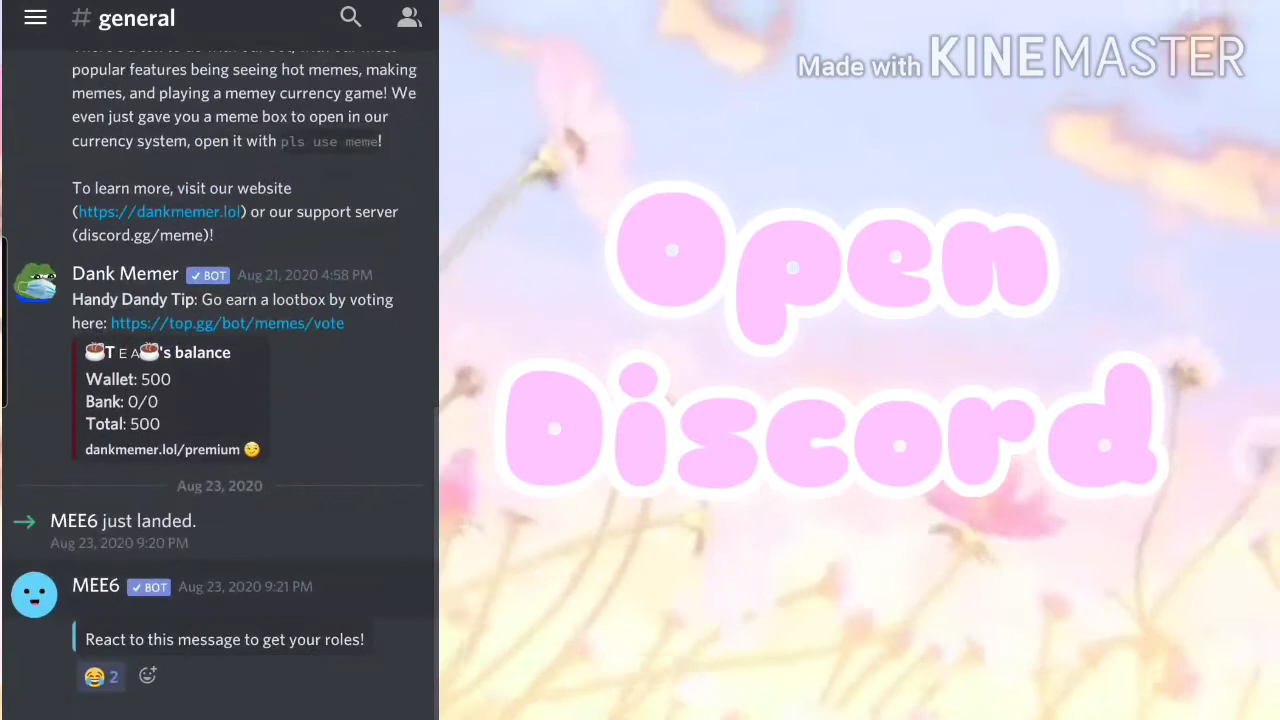 # general
popular features being seeing hot memes, making
memes, and playing a memey currency game! We
even just gave you a meme box to open in our
currency system, open it with pls use meme!
To learn more, visit our website
(https://dankmemer.lol) or our support server
(discord.gg/meme)!
Dank Memer ✓ BOT Aug 21, 2020 4:58 PM
Handy Dandy Tip: Go earn a lootbox by voting
here: https://top.gg/bot/memes/vote
☕T E A☕'s balance
Wallet: 500
Bank: 0/0
Total: 500
dankmemer.lol/premium 😏
Aug 23, 2020
MEE6 just landed.
Aug 23, 2020 9:20 PM
MEE6 ✓ BOT Aug 23, 2020 9:21 PM
React to this message to get your roles!
😂 2
Made with KINEMASTER
Open
Discord